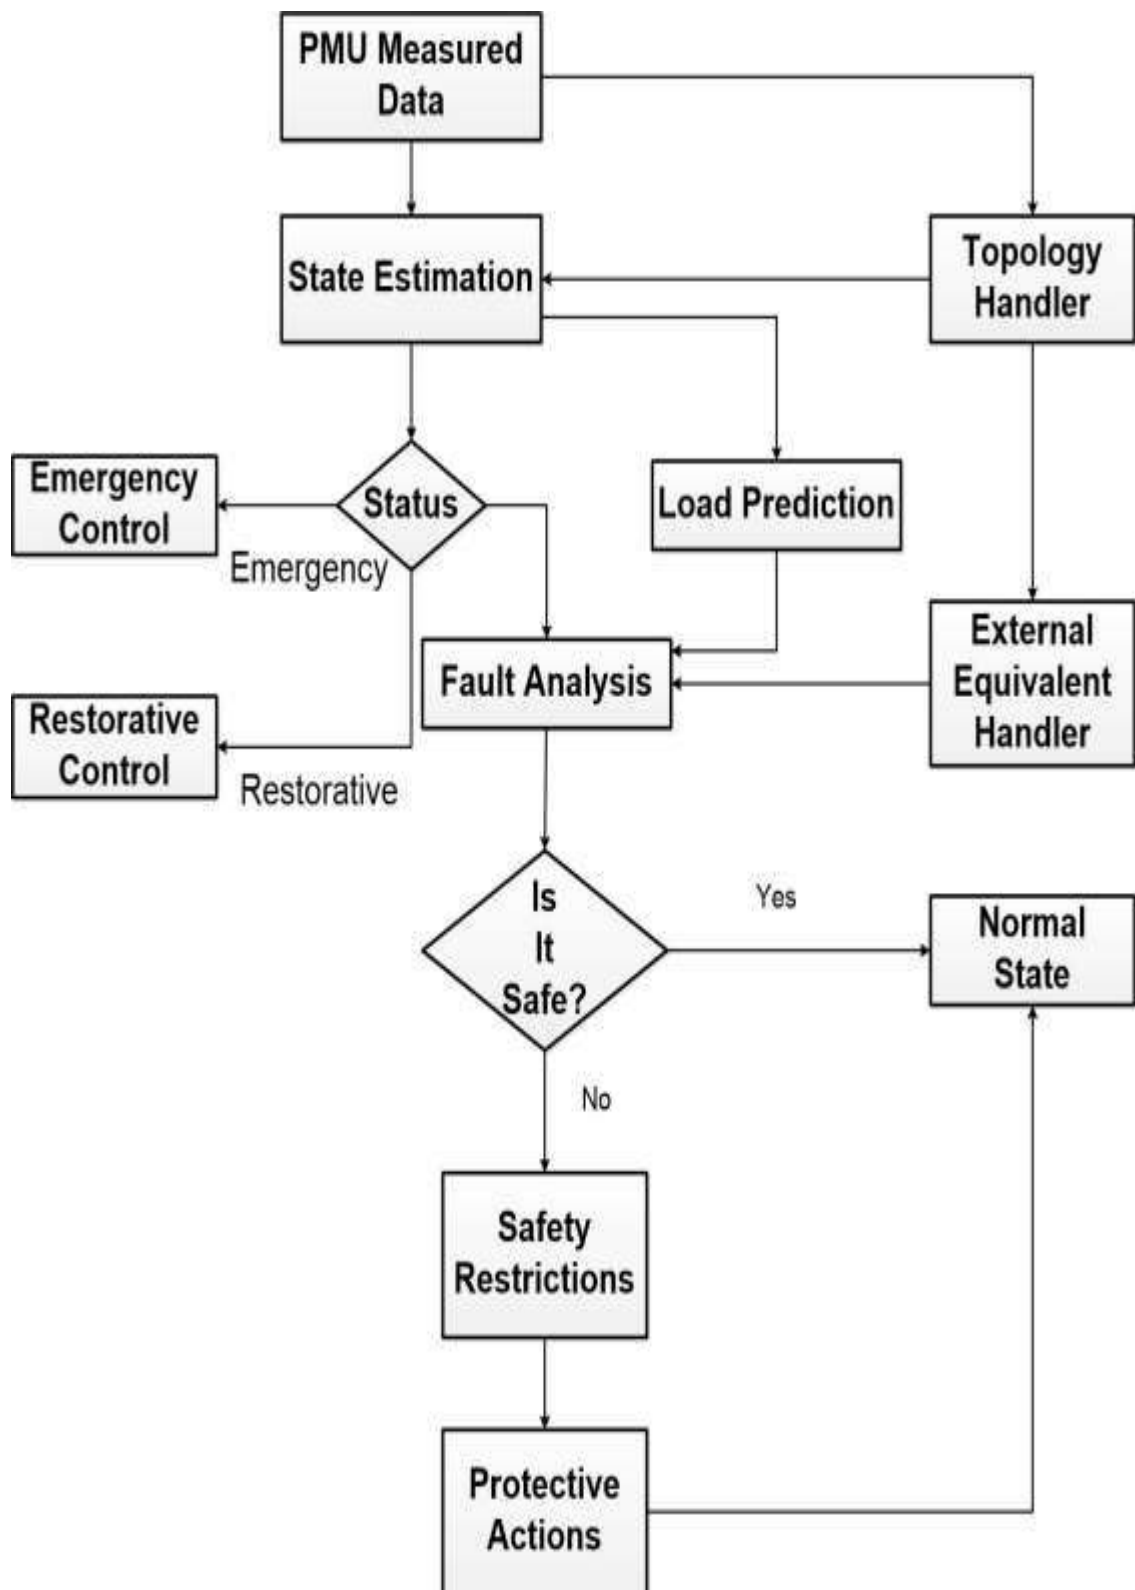 PMU Measured
Data
State Estimation
Topology
Handler
Emergency
Control
Status
Load Prediction
Emergency
External
Equivalent
Handler
Fault Analysis
Restorative
Control
Restorative
Is
It
Safe?
Yes
Normal
State
No
Safety
Restrictions
Protective
Actions